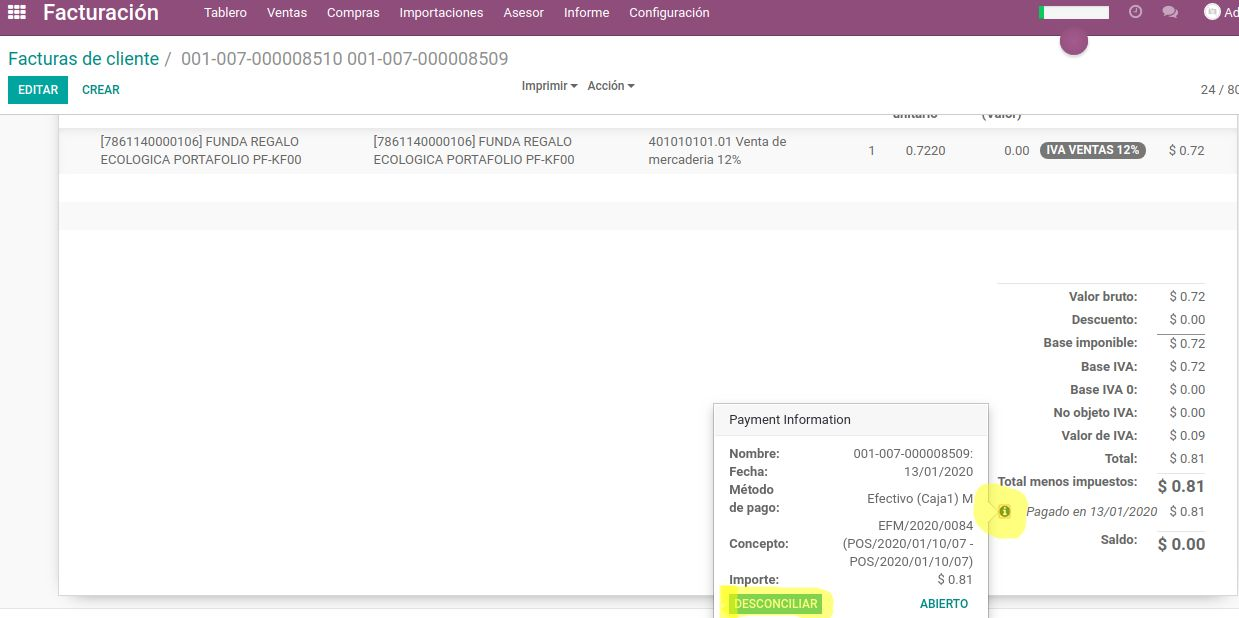 Facturación Tablero Ventas Compras Importaciones Asesor Informe Configuración Ad
Facturas de cliente / 001-007-000008510 001-007-000008509
EDITAR CREAR Imprimir Acción 24 / 80
unitario (valor)
[7861140000106] FUNDA REGALO ECOLOGICA PORTAFOLIO PF-KF00
[7861140000106] FUNDA REGALO ECOLOGICA PORTAFOLIO PF-KF00
401010101.01 Venta de mercaderia 12%
1 0.7220 0.00 IVA VENTAS 12% $ 0.72
Valor bruto: $ 0.72
Descuento: $ 0.00
Base imponible: $ 0.72
Base IVA: $ 0.72
Base IVA 0: $ 0.00
No objeto IVA: $ 0.00
Valor de IVA: $ 0.09
Total: $ 0.81
Total menos impuestos: $ 0.81
Pagado en 13/01/2020 $ 0.81
Saldo: $ 0.00
Payment Information
Nombre: 001-007-000008509:
Fecha: 13/01/2020
Método de pago: Efectivo (Caja1) M
Concepto: EFM/2020/0084 (POS/2020/01/10/07 - POS/2020/01/10/07)
Importe: $ 0.81
DESCONCILIAR ABIERTO